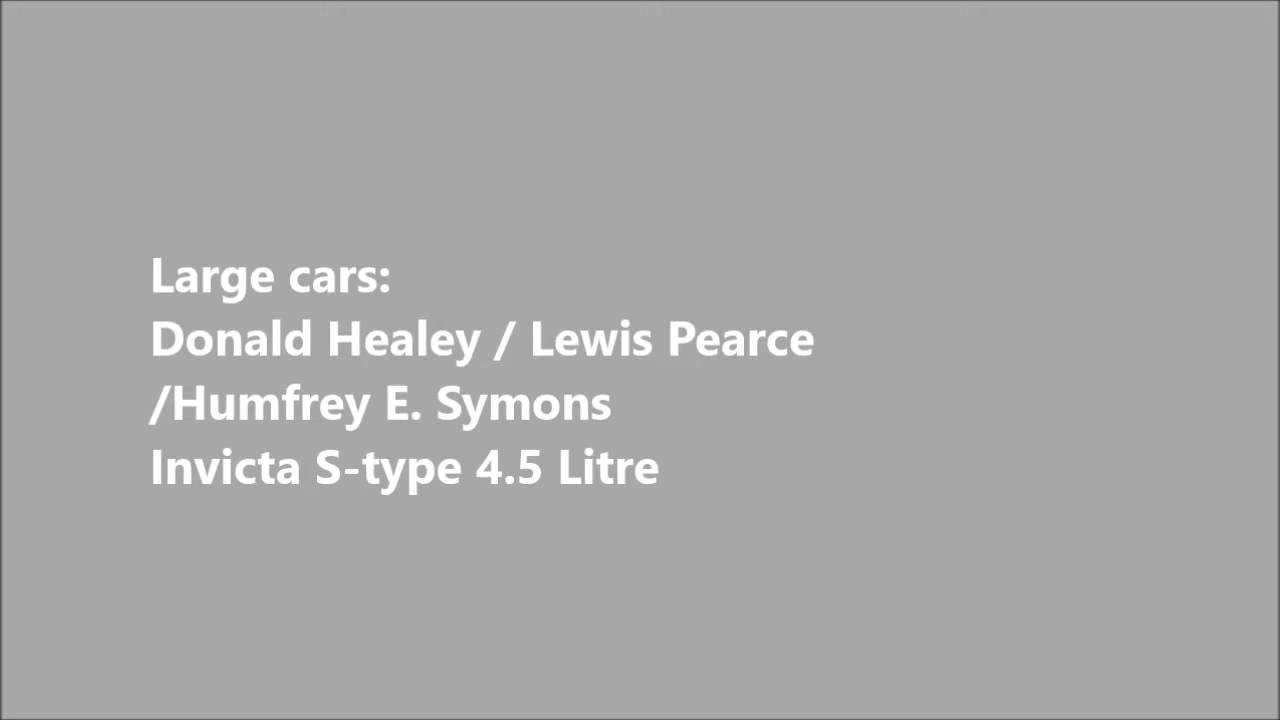 Large cars:
Donald Healey / Lewis Pearce
/Humfrey E. Symons
Invicta S-type 4.5 Litre